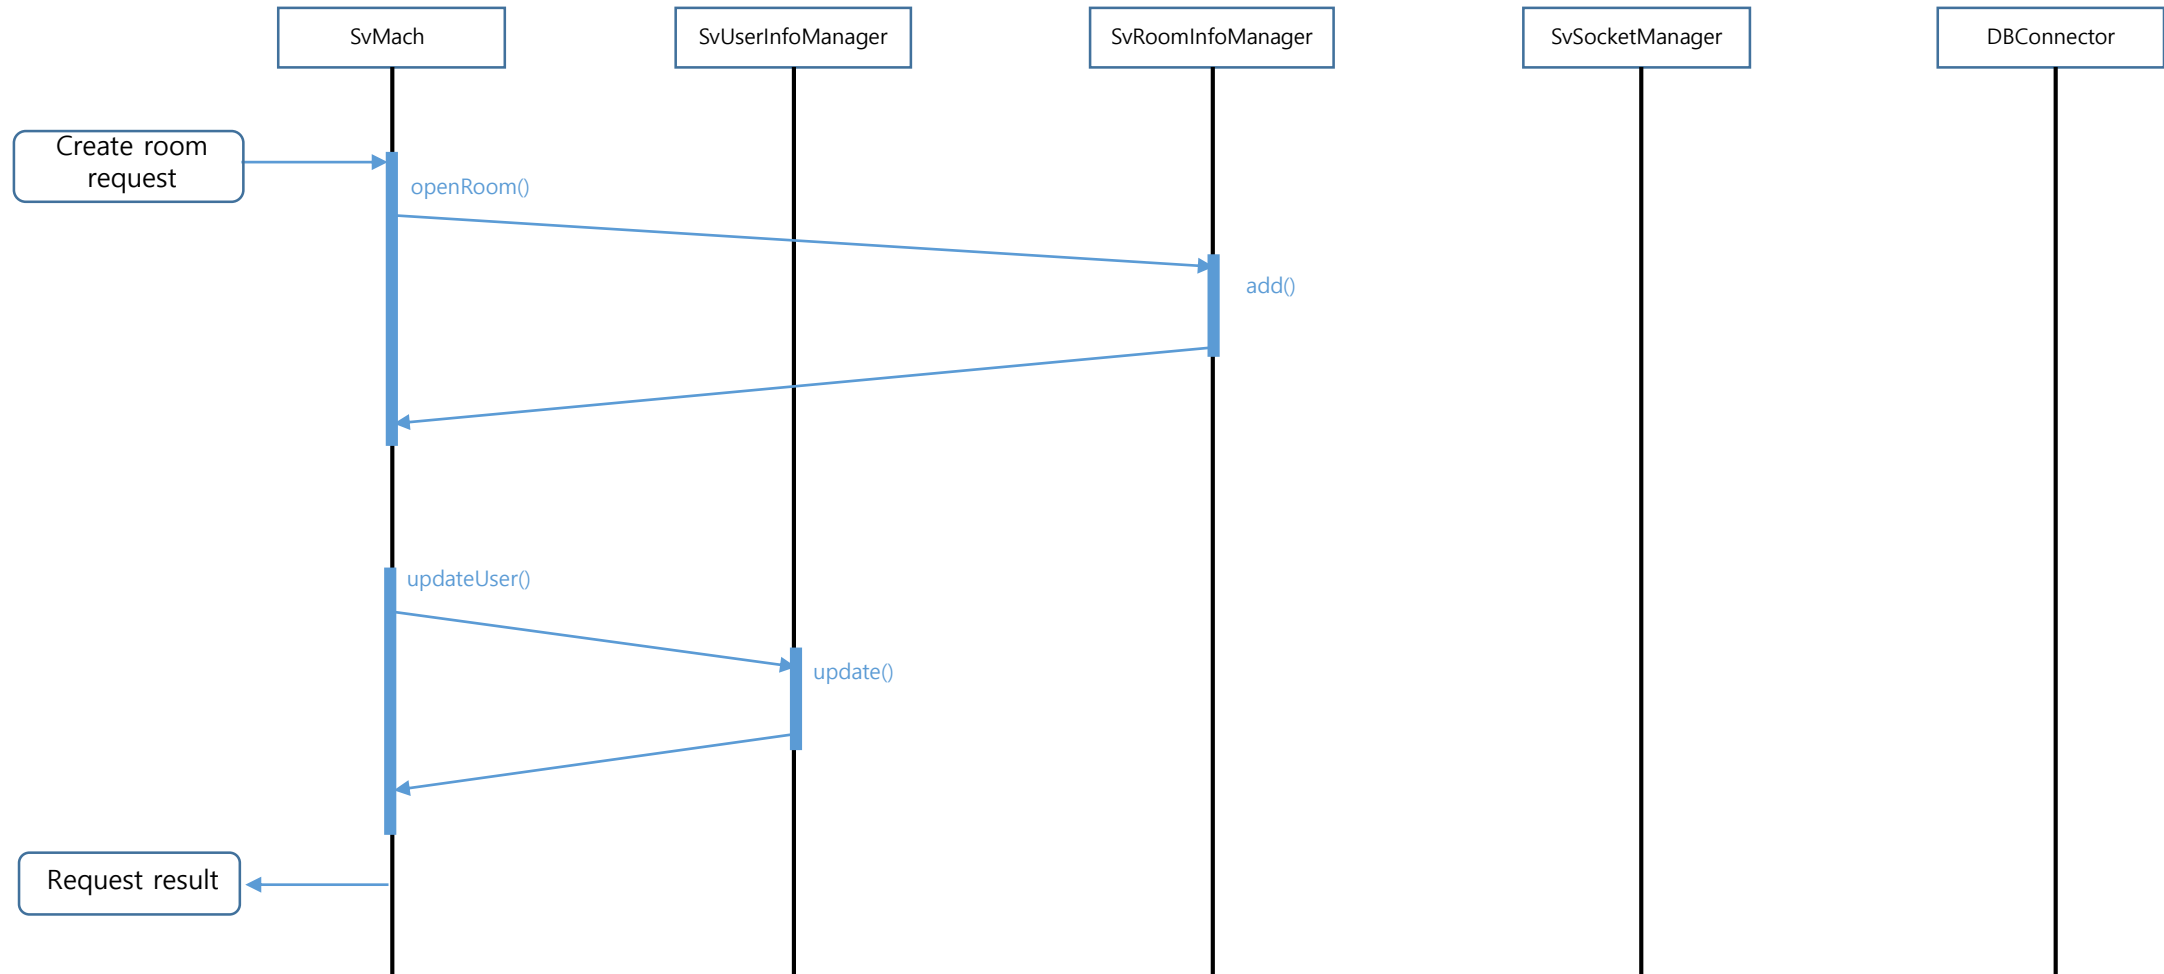 SvMach
SvUserInfoManager
SvRoomInfoManager
SvSocketManager
DBConnector
Create room
request
openRoom()
add()
updateUser()
update()
Request result